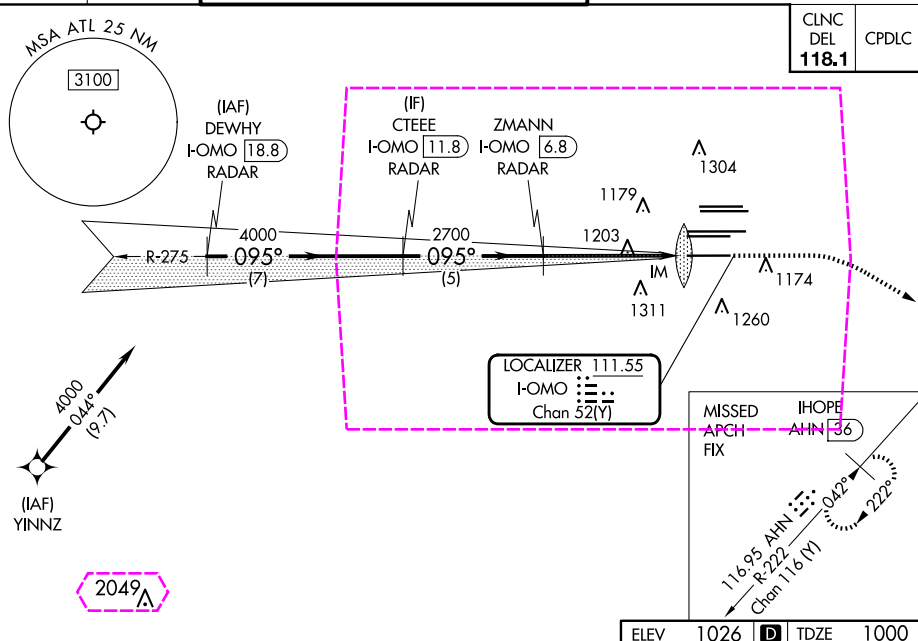 MSA ATL 25 NM
3100
CLNC
DEL
118.1
CPDLC
(IAF)
DEWHY
I-OMO 18.8
RADAR
(IF)
CTEEE
I-OMO 11.8
RADAR
ZMANN
I-OMO 6.8
RADAR
1304
1179
1203
R-275
4000
095°
(7)
2700
095°
(5)
IM
1174
1311
1260
LOCALIZER 111.55
I-OMO
Chan 52(Y)
4000
044°
(9.7)
(IAF)
YINNZ
MISSED
APCH
FIX
IHOPE
AHN 36
042°
222°
116.95 AHN
R-222
Chan 116 (Y)
2049
ELEV 1026 D TDZE 1000